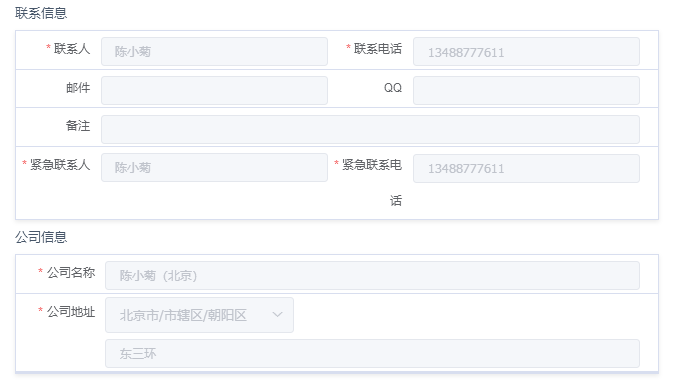 联系信息
* 联系人 陈小菊 * 联系电话 13488777611
邮件 QQ
备注
* 紧急联系人 陈小菊 * 紧急联系电 13488777611
话
公司信息
* 公司名称 陈小菊（北京）
* 公司地址 北京市/市辖区/朝阳区
东三环